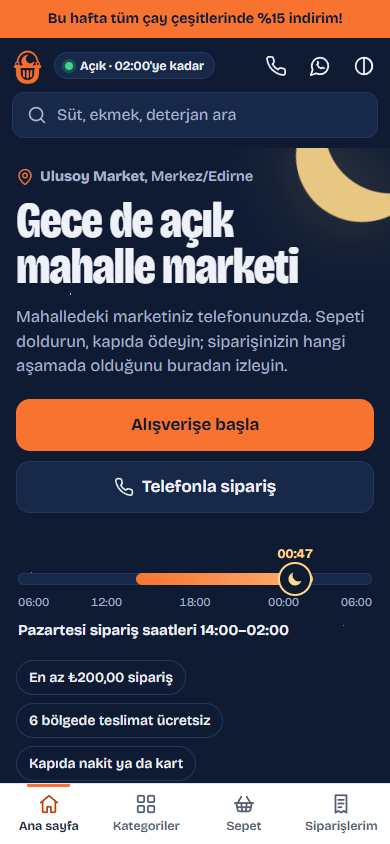 Bu hafta tüm çay çeşitlerinde %15 indirim!
Açık · 02:00'ye kadar
Süt, ekmek, deterjan ara
Ulusoy Market, Merkez/Edirne
Gece de açık
mahalle marketi
Mahalledeki marketiniz telefonunuzda. Sepeti
doldurun, kapıda ödeyin; siparişinizin hangi
aşamada olduğunu buradan izleyin.
Alışverişe başla
Telefonla sipariş
00:47
06:00 12:00 18:00 00:00 06:00
Pazartesi sipariş saatleri 14:00–02:00
En az ₺200,00 sipariş
6 bölgede teslimat ücretsiz
Kapıda nakit ya da kart
Ana sayfa Kategoriler Sepet Siparişlerim